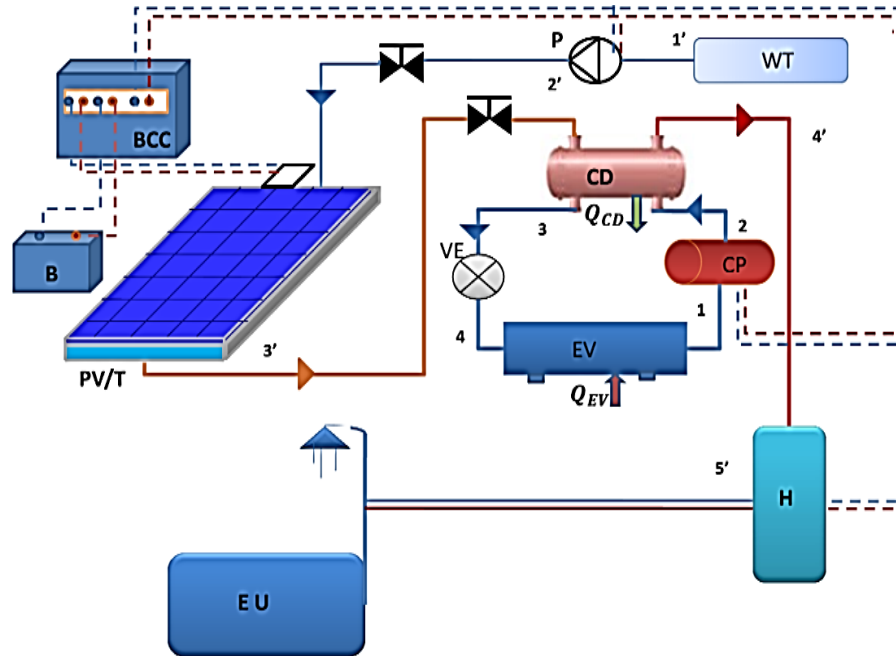 P
1’
WT
2’
BCC
4’
CD
3
Q_CD
2
VE
CP
B
1
3’
4
EV
PV/T
Q_EV
5’
H
E U